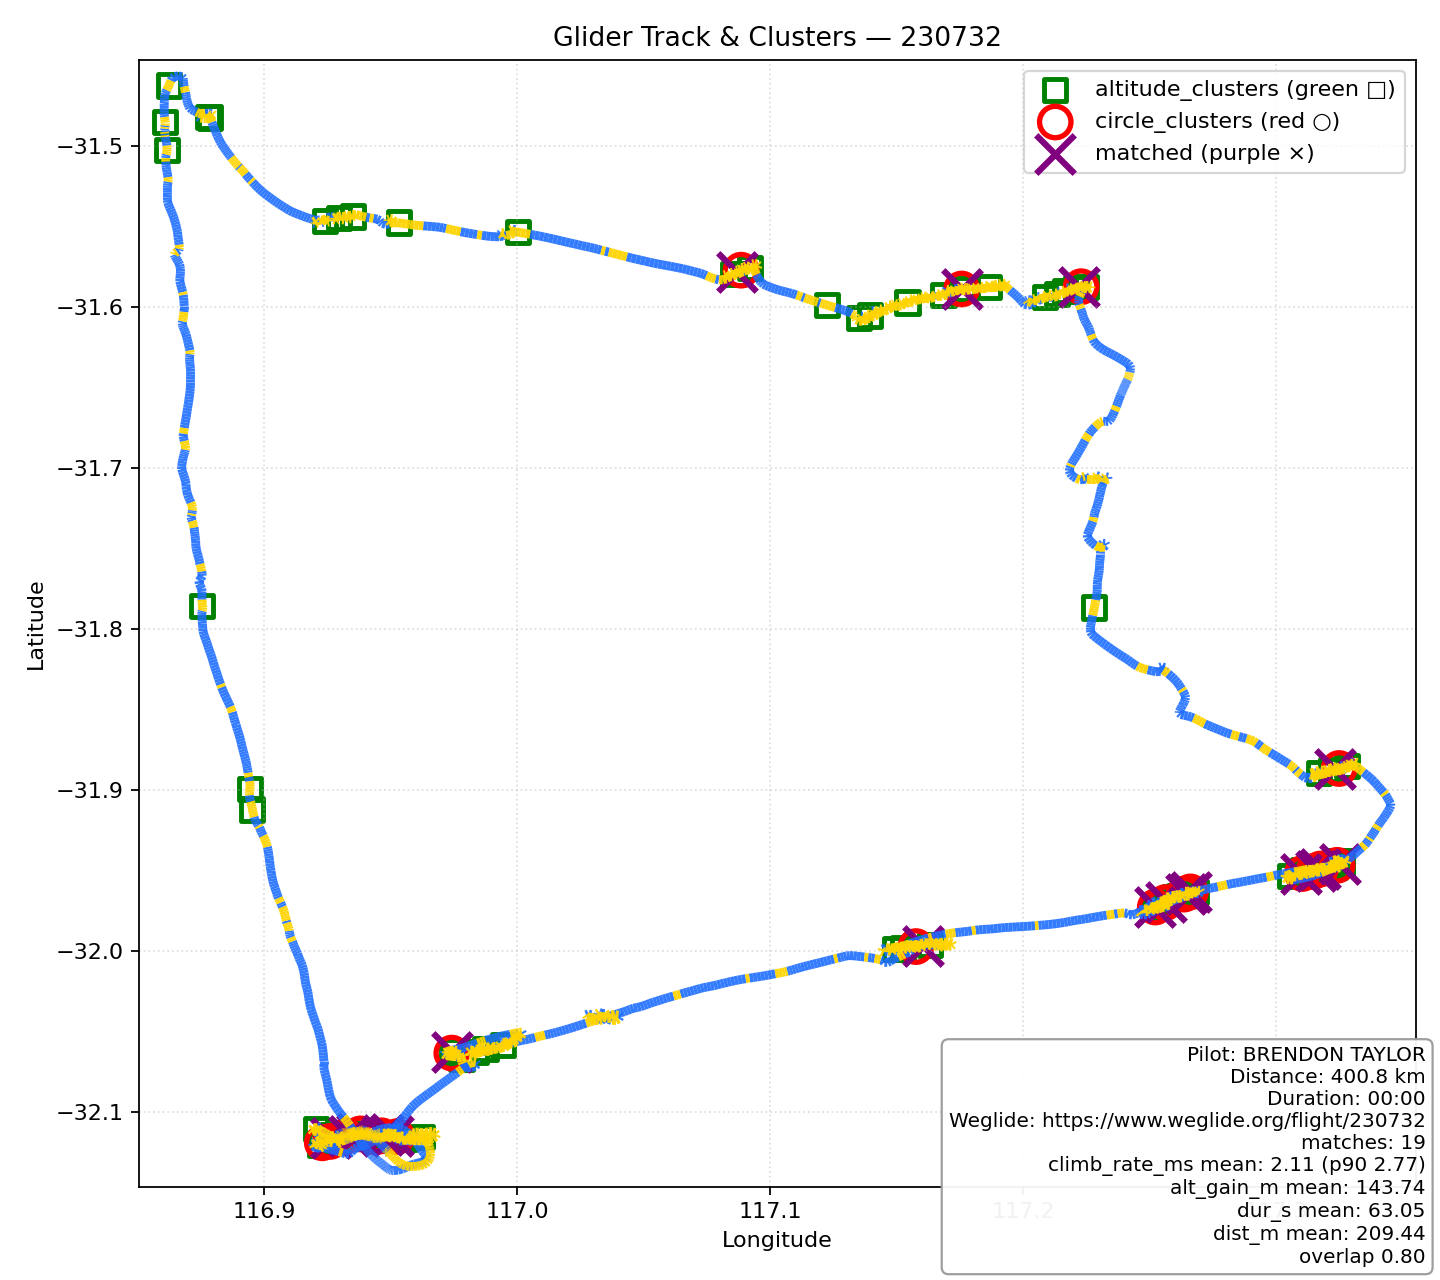 Glider Track & Clusters — 230732
altitude_clusters (green □)
circle_clusters (red ○)
matched (purple ×)
−31.5
−31.6
−31.7
−31.8
−31.9
−32.0
−32.1
Latitude
116.9
117.0
117.1
117.2
Longitude
Pilot: BRENDON TAYLOR
Distance: 400.8 km
Duration: 00:00
Weglide: https://www.weglide.org/flight/230732
matches: 19
climb_rate_ms mean: 2.11 (p90 2.77)
alt_gain_m mean: 143.74
dur_s mean: 63.05
dist_m mean: 209.44
overlap 0.80